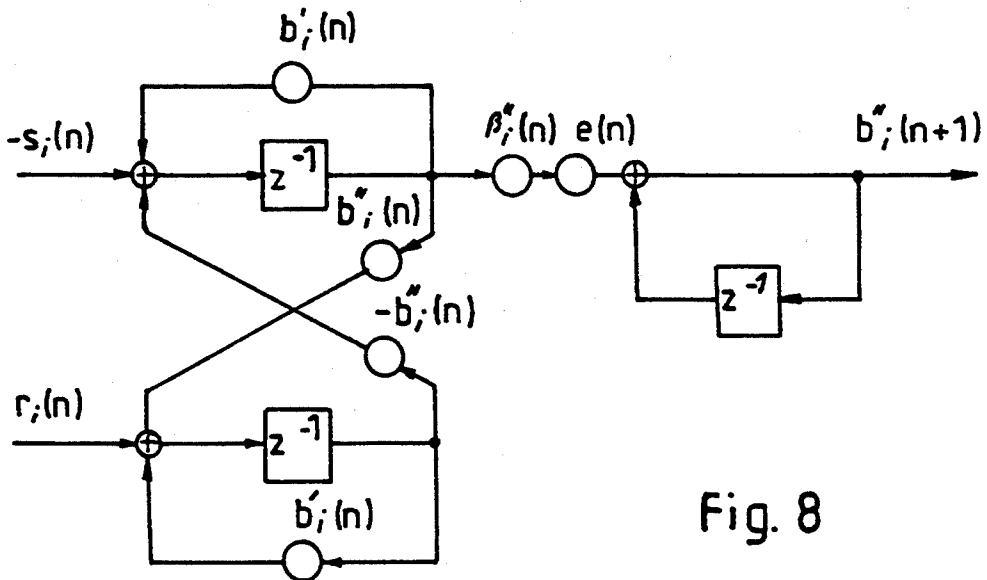 b′ᵢ(n)
-sᵢ(n)
z⁻¹
b″ᵢ(n)
β″ᵢ(n) e(n)
b″ᵢ(n+1)
z⁻¹
-b″ᵢ(n)
rᵢ(n)
z⁻¹
b′ᵢ(n)
Fig. 8